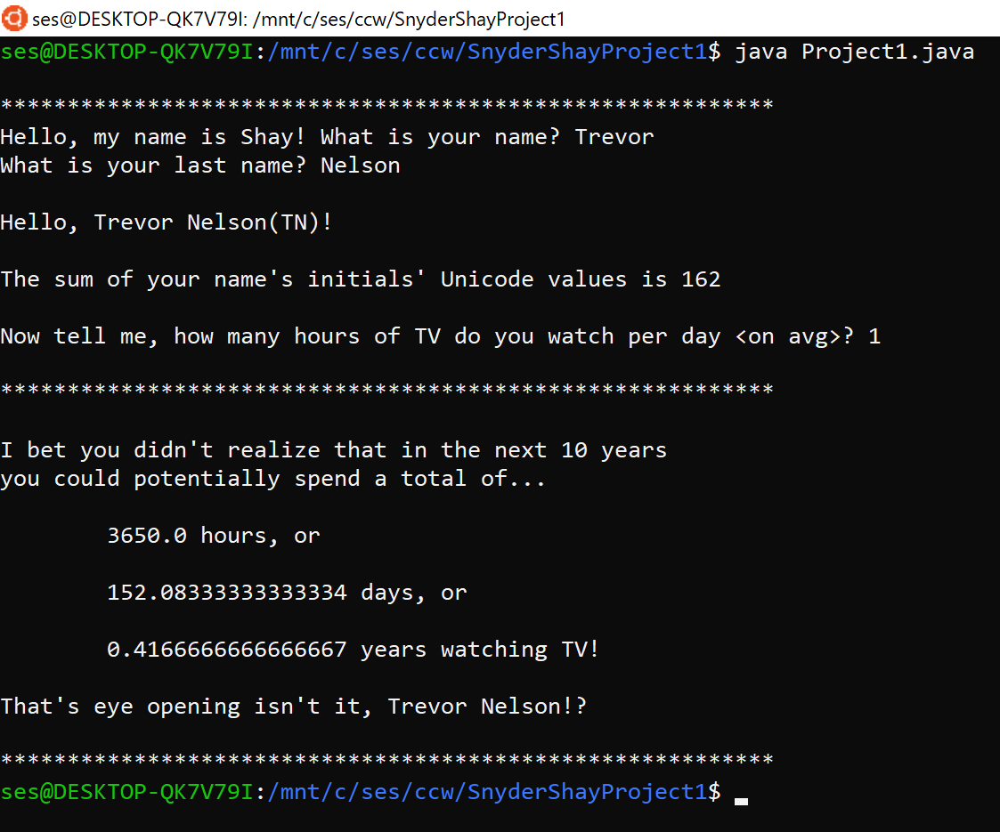 ses@DESKTOP-QK7V79I: /mnt/c/ses/ccw/SnyderShayProject1
ses@DESKTOP-QK7V79I:/mnt/c/ses/ccw/SnyderShayProject1$ java Project1.java
**********************************************************
Hello, my name is Shay! What is your name? Trevor
What is your last name? Nelson
Hello, Trevor Nelson(TN)!
The sum of your name's initials' Unicode values is 162
Now tell me, how many hours of TV do you watch per day <on avg>? 1
**********************************************************
I bet you didn't realize that in the next 10 years
you could potentially spend a total of...
3650.0 hours, or
152.08333333333334 days, or
0.4166666666666667 years watching TV!
That's eye opening isn't it, Trevor Nelson!?
**********************************************************
ses@DESKTOP-QK7V79I:/mnt/c/ses/ccw/SnyderShayProject1$